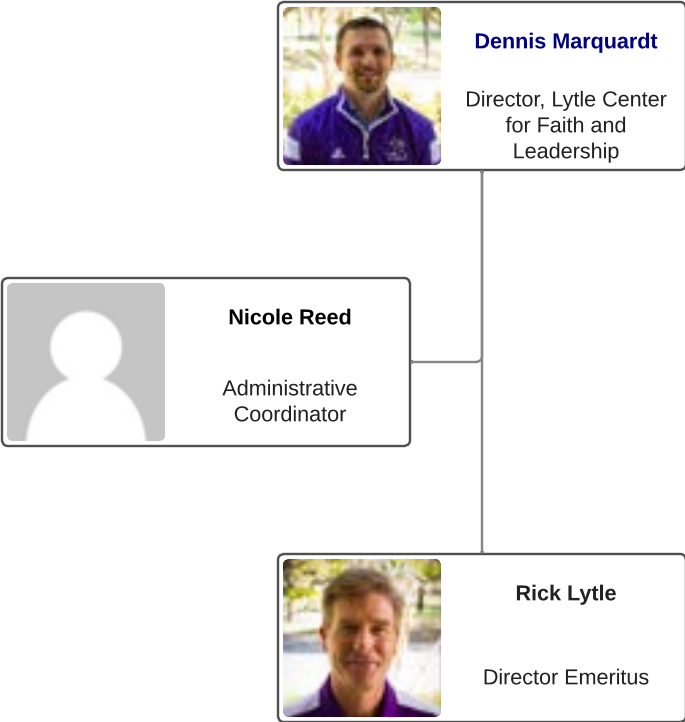 Dennis Marquardt
Director, Lytle Center
for Faith and
Leadership
Nicole Reed
Administrative
Coordinator
Rick Lytle
Director Emeritus